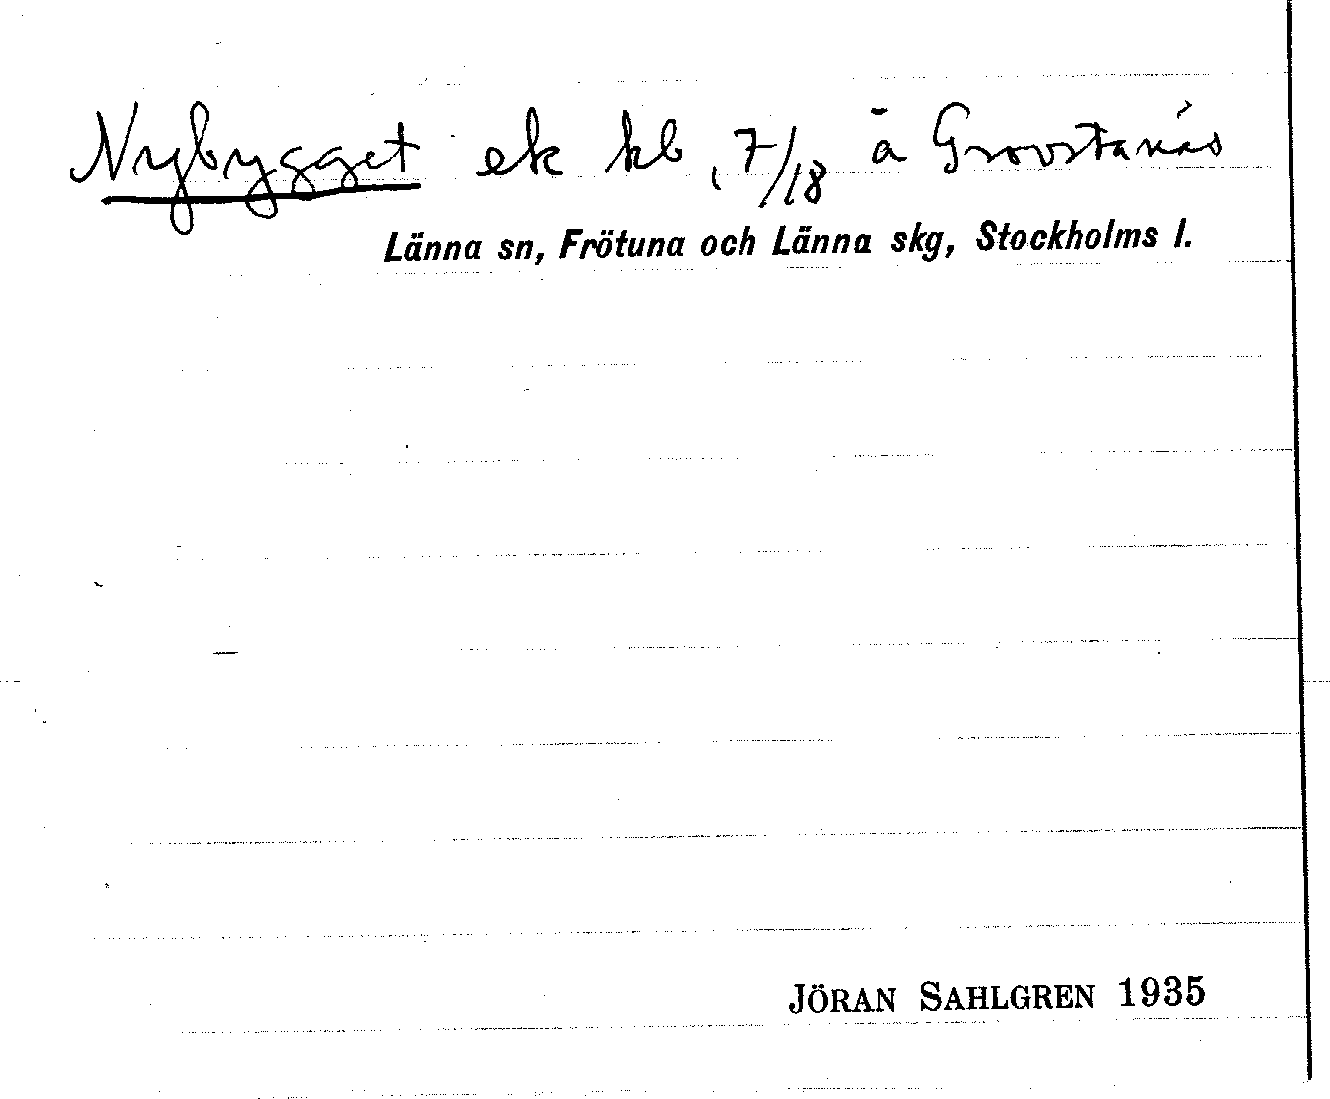 Nybygget ek kb, 7/18 å Grovstanäs
Länna sn, Frötuna och Länna skg, Stockholms l.
JÖRAN SAHLGREN 1935